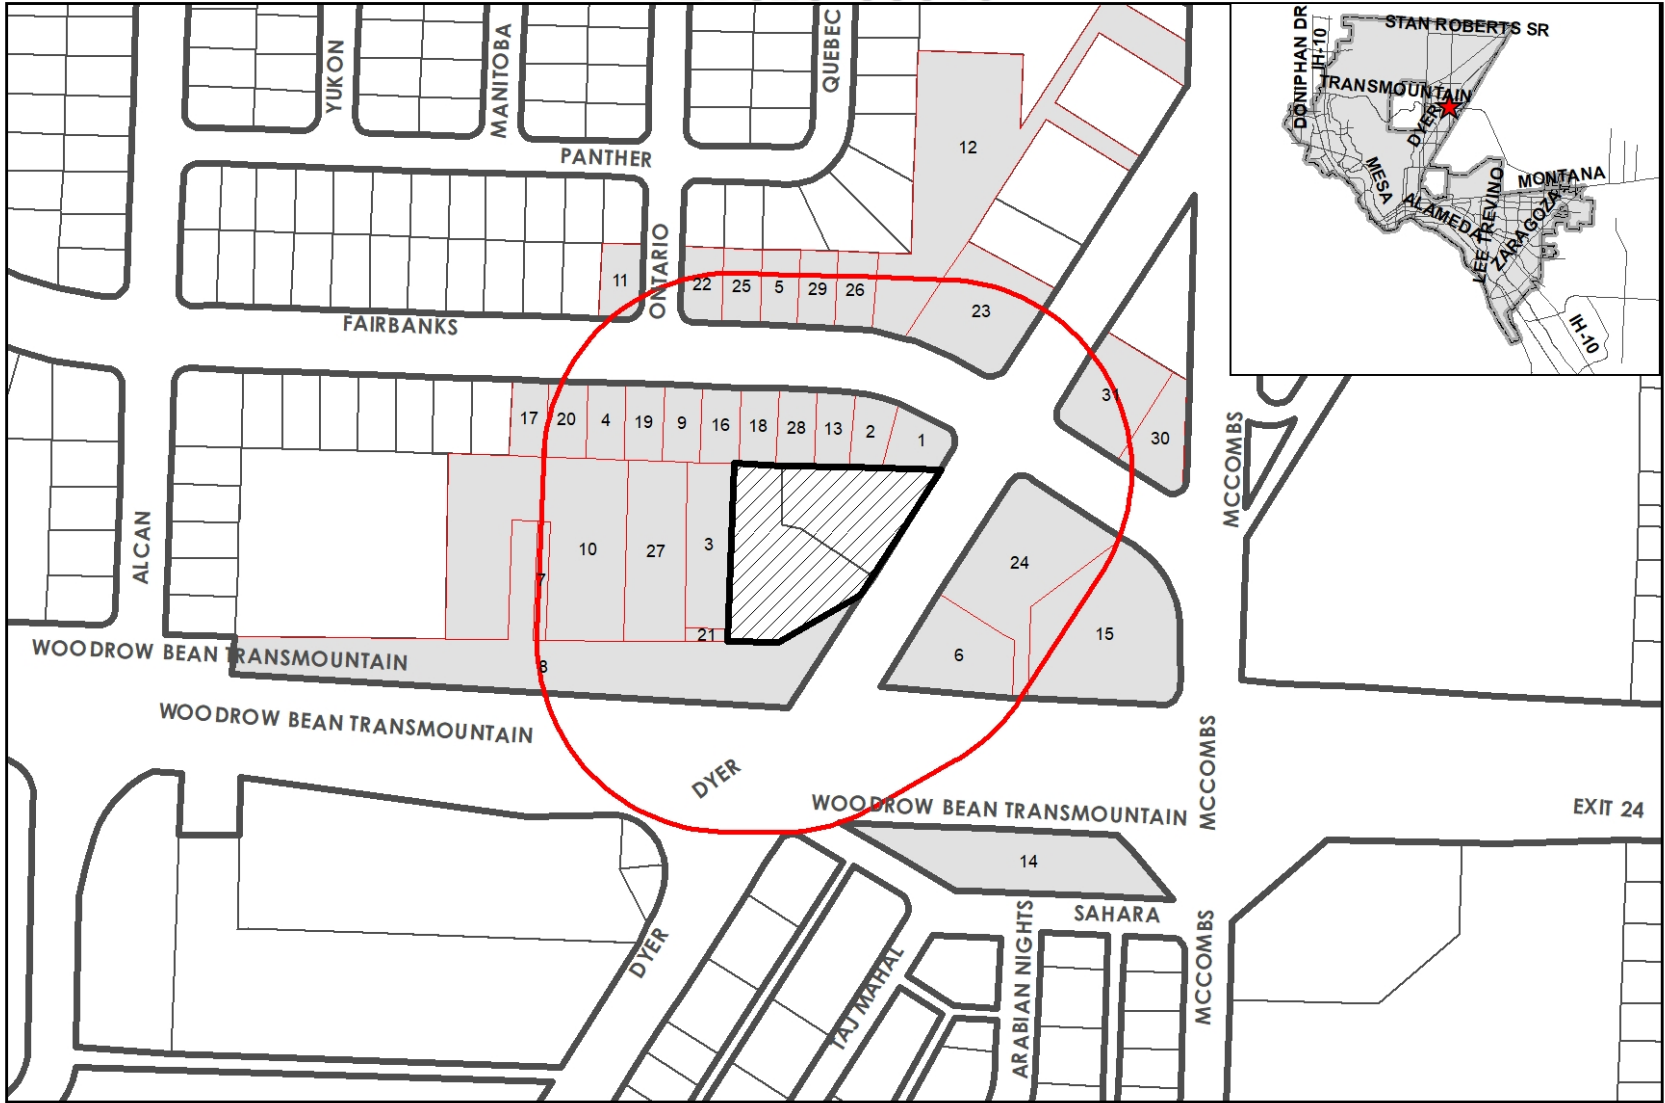 YUKON
MANITOBA
QUEBEC
PANTHER
12
ONTARIO
11
22
25
5
29
26
23
FAIRBANKS
31
30
17
20
4
19
9
16
18
28
13
2
1
MCCOMBS
ALCAN
7
10
27
3
24
21
6
15
WOODROW BEAN TRANSMOUNTAIN
8
WOODROW BEAN TRANSMOUNTAIN
DYER
MCCOMBS
WOODROW BEAN TRANSMOUNTAIN
EXIT 24
14
DYER
TAJ MAHAL
ARABIAN NIGHTS
SAHARA
MCCOMBS
DONIPHAN DR
IH-10
STAN ROBERTS SR
TRANSMOUNTAIN
DYER
MESA
ALAMEDA
LEE TREVINO
MONTANA
ZARAGOZA
IH-10